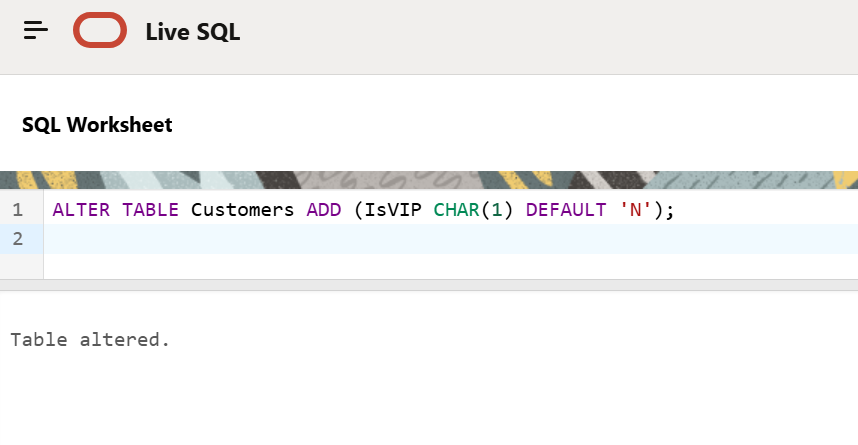 Live SQL
SQL Worksheet
1 ALTER TABLE Customers ADD (IsVIP CHAR(1) DEFAULT 'N');
2
Table altered.